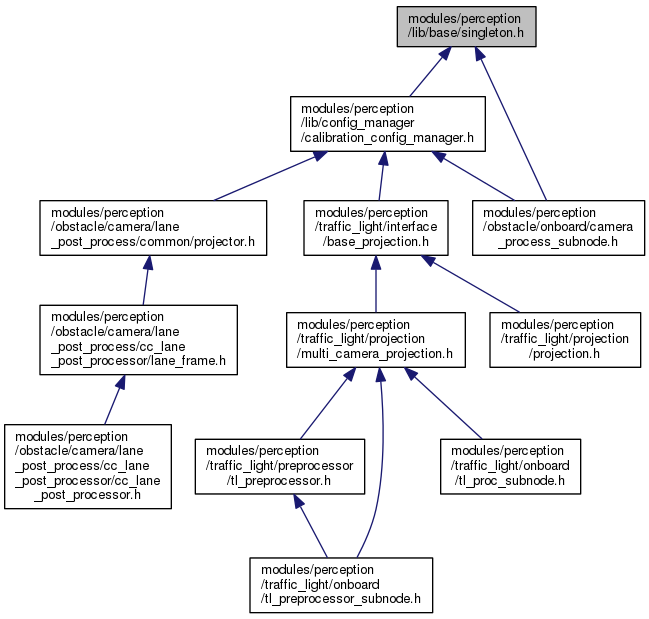 modules/perception
/lib/base/singleton.h
modules/perception
/lib/config_manager
/calibration_config_manager.h
modules/perception
/obstacle/camera/lane
_post_process/common/projector.h
modules/perception
/traffic_light/interface
/base_projection.h
modules/perception
/obstacle/onboard/camera
_process_subnode.h
modules/perception
/obstacle/camera/lane
_post_process/cc_lane
_post_processor/lane_frame.h
modules/perception
/traffic_light/projection
/multi_camera_projection.h
modules/perception
/traffic_light/projection
/projection.h
modules/perception
/obstacle/camera/lane
_post_process/cc_lane
_post_processor/cc_lane
_post_processor.h
modules/perception
/traffic_light/preprocessor
/tl_preprocessor.h
modules/perception
/traffic_light/onboard
/tl_proc_subnode.h
modules/perception
/traffic_light/onboard
/tl_preprocessor_subnode.h